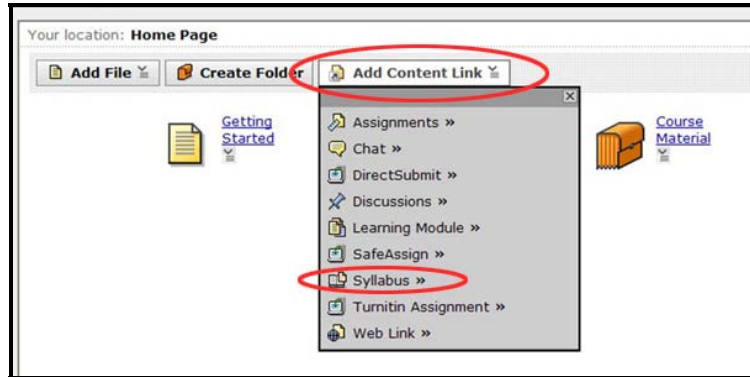 Your location: Home Page
Add File Create Folder Add Content Link
Getting
Started
Assignments »
Chat »
DirectSubmit »
Discussions »
Learning Module »
SafeAssign »
Syllabus »
Turnitin Assignment »
Web Link »
Course
Material